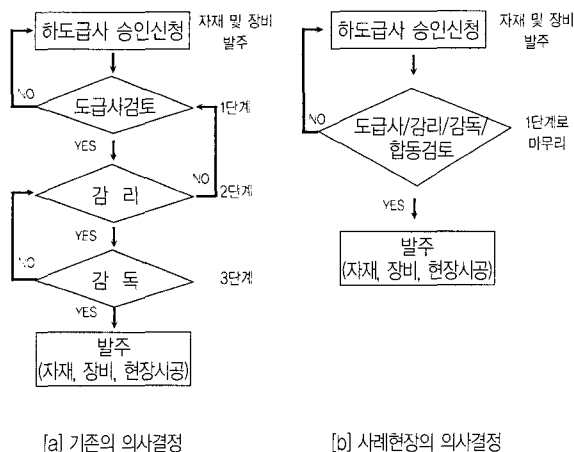 하도급사 승인신청
자재 및 장비
발주
NO
도급사검토
1단계
YES
NO
감 리
2단계
YES
NO
감 독
3단계
YES
발주
(자재, 장비, 현장시공)
[a] 기존의 의사결정
하도급사 승인신청
자재 및 장비
발주
NO
도급사/감리/감독/
합동검토
1단계로
마무리
YES
발주
(자재, 장비, 현장시공)
[b] 사례현장의 의사결정